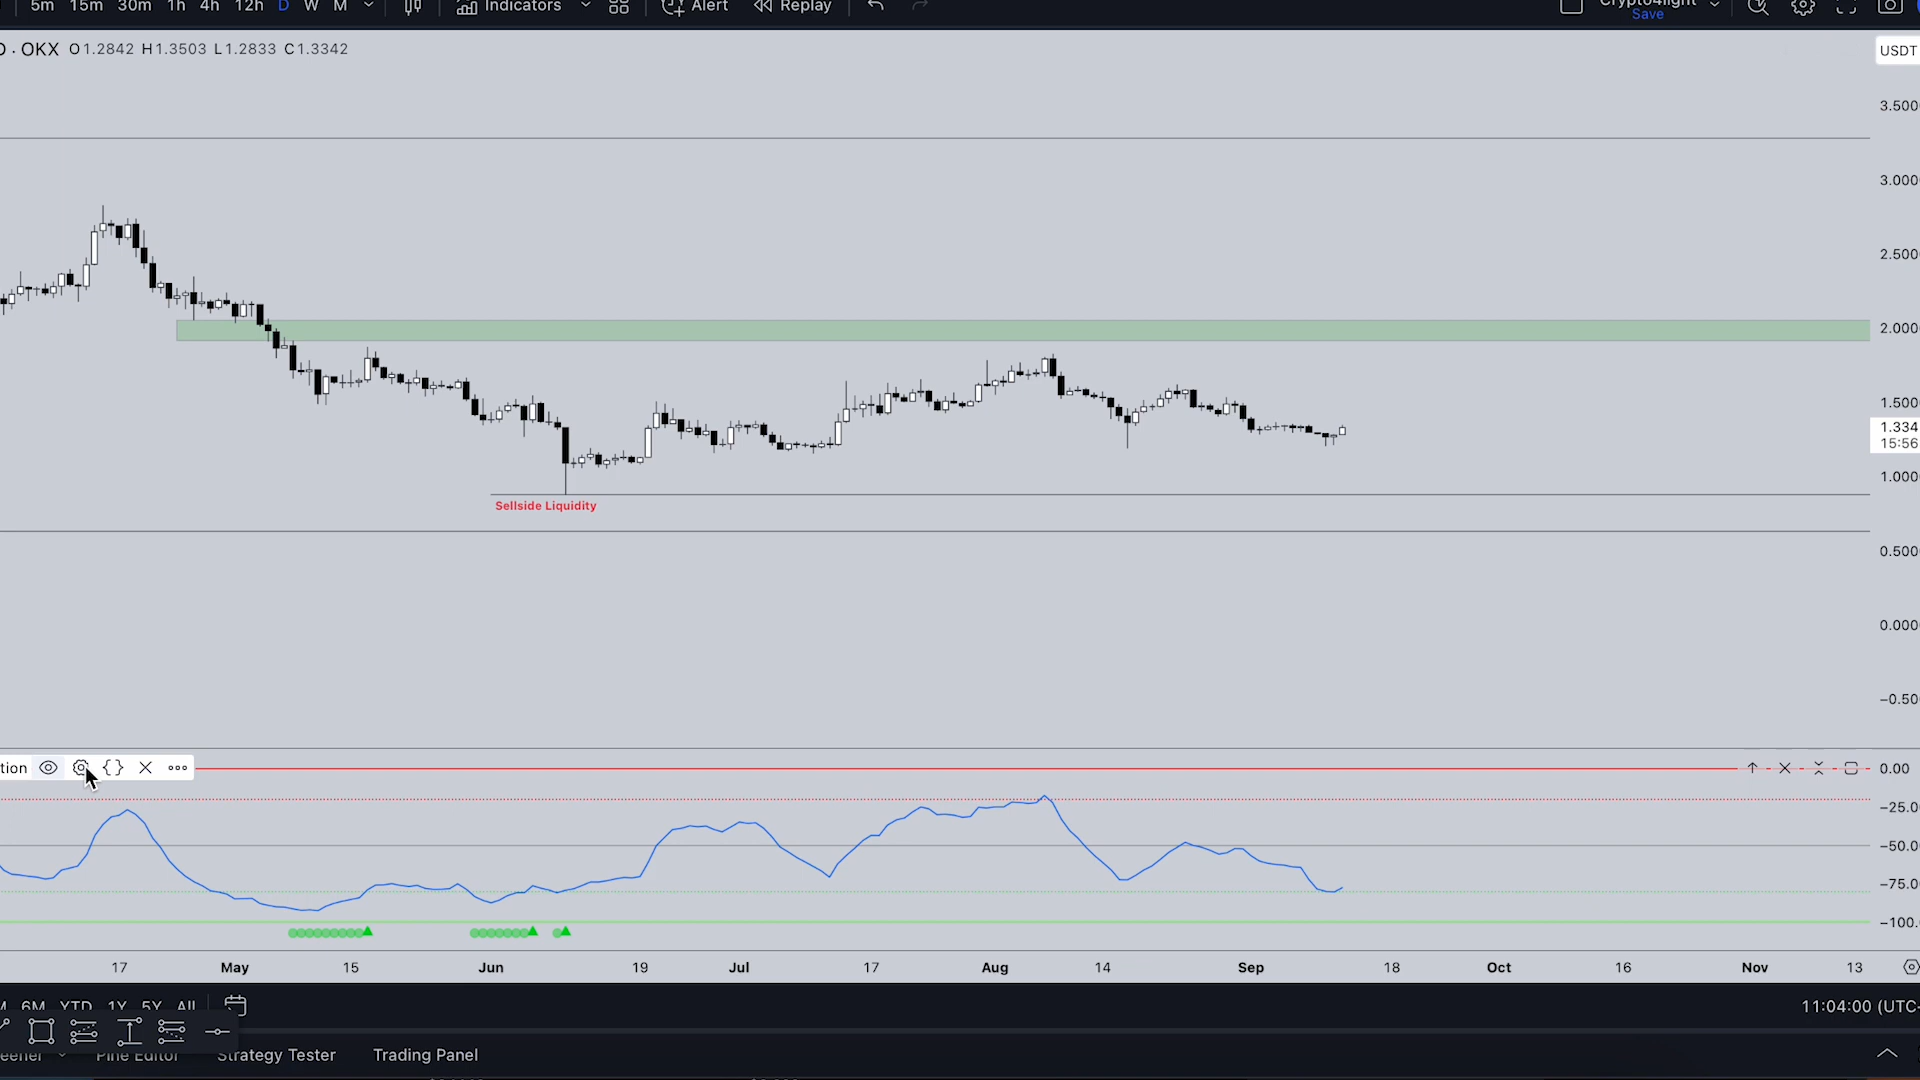 5m 15m 30m 1h 4h 12h D W M Indicators Alert Replay Crypto4light
Save
· OKX O1.2842 H1.3503 L1.2833 C1.3342
USDT
3.500
3.000
2.500
2.000
1.500
1.334
15:56
1.000
Sellside Liquidity
0.500
0.000
−0.50
tion
0.00
−25.0
−50.0
−75.0
−100.
17 May 15 Jun 19 Jul 17 Aug 14 Sep 18 Oct 16 Nov 13
6M YTD 1Y 5Y All
11:04:00 (UTC-
eener Pine Editor Strategy Tester Trading Panel